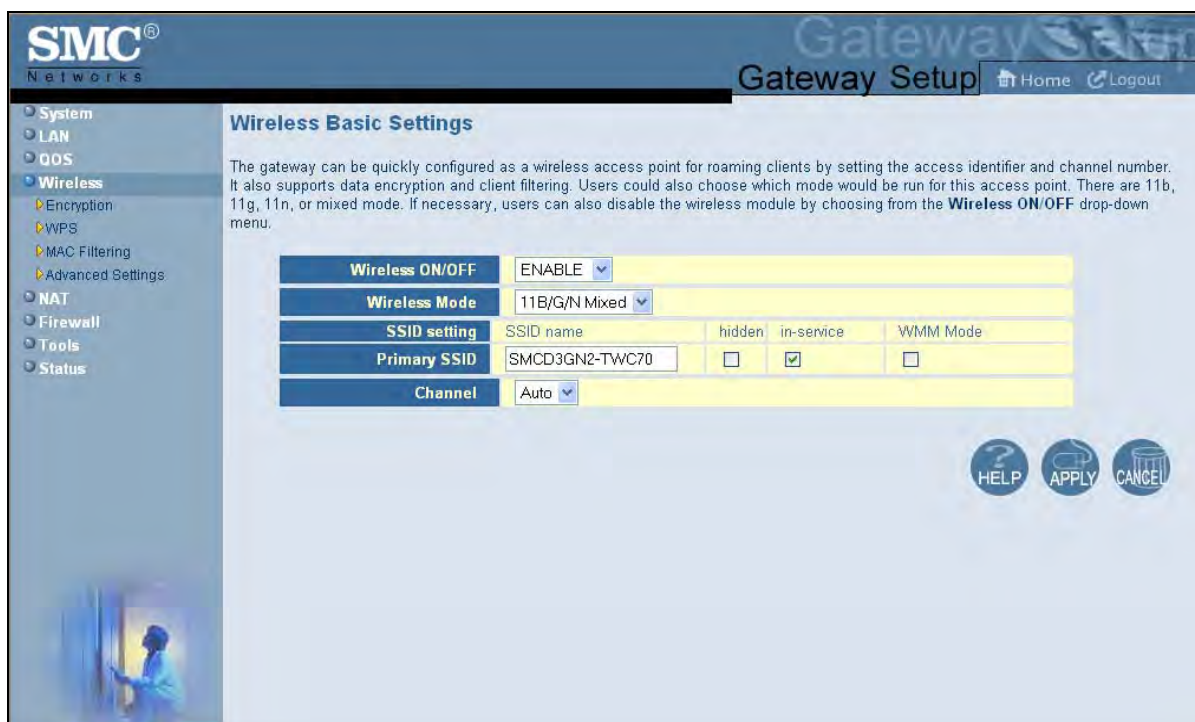 SMC®
Networks
Gateway Setup
Gateway Setup
Home
Logout
System
LAN
QOS
Wireless
Encryption
WPS
MAC Filtering
Advanced Settings
NAT
Firewall
Tools
Status
Wireless Basic Settings
The gateway can be quickly configured as a wireless access point for roaming clients by setting the access identifier and channel number.
It also supports data encryption and client filtering. Users could also choose which mode would be run for this access point. There are 11b,
11g, 11n, or mixed mode. If necessary, users can also disable the wireless module by choosing from the Wireless ON/OFF drop-down
menu.
Wireless ON/OFF ENABLE
Wireless Mode 11B/G/N Mixed
SSID setting SSID name hidden in-service WMM Mode
Primary SSID SMCD3GN2-TWC70
Channel Auto
HELP APPLY CANCEL